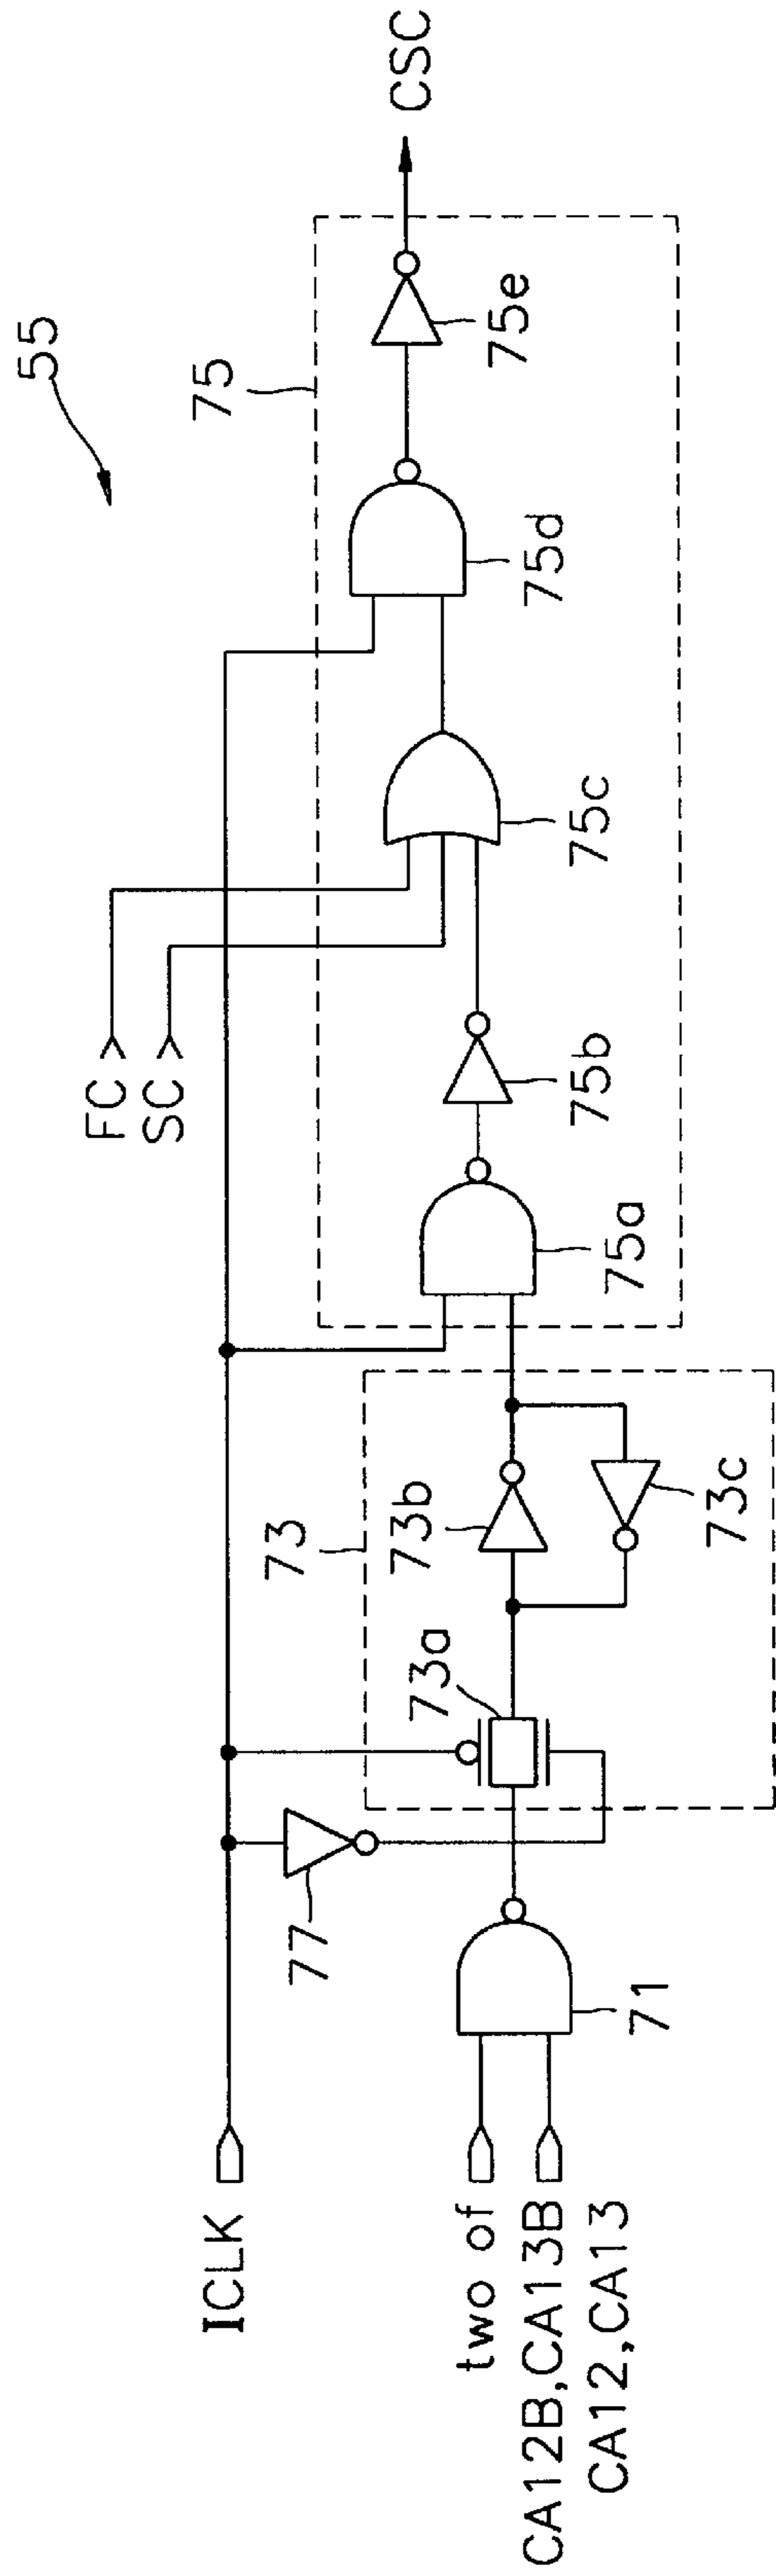 55
75
CSC
75e
75d
FC
SC
75c
75b
75a
73
73b
73c
73a
77
71
ICLK
two of
CA12B,CA13B
CA12,CA13